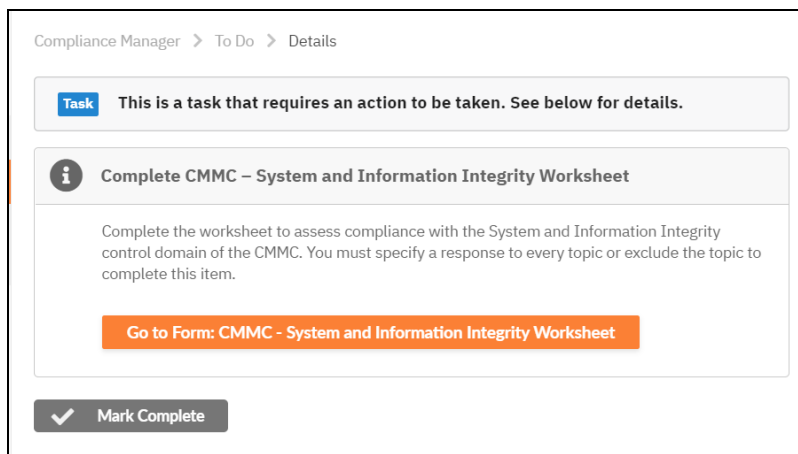 Compliance Manager > To Do > Details
Task This is a task that requires an action to be taken. See below for details.
Complete CMMC – System and Information Integrity Worksheet
Complete the worksheet to assess compliance with the System and Information Integrity
control domain of the CMMC. You must specify a response to every topic or exclude the topic to
complete this item.
Go to Form: CMMC - System and Information Integrity Worksheet
Mark Complete